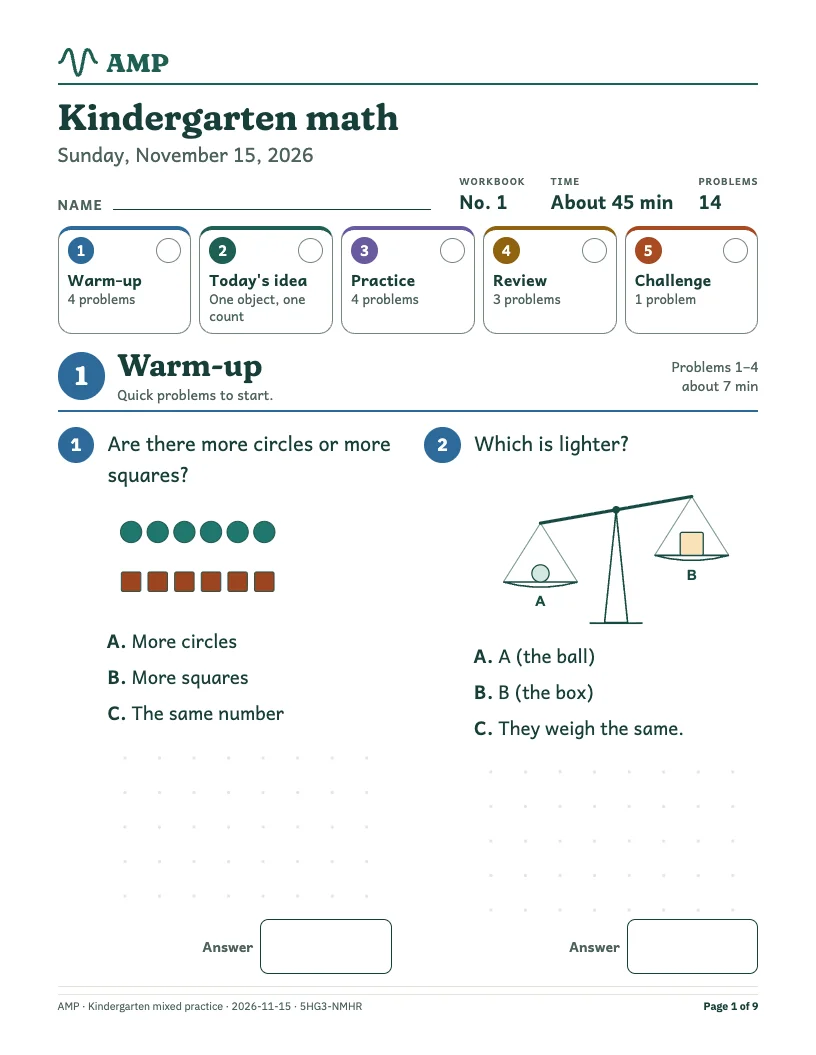 AMP
Kindergarten math
Sunday, November 15, 2026
NAME
WORKBOOK
No. 1
TIME
About 45 min
PROBLEMS
14
1
Warm-up
4 problems
2
Today's idea
One object, one
count
3
Practice
4 problems
4
Review
3 problems
5
Challenge
1 problem
1
Warm-up
Quick problems to start.
Problems 1–4
about 7 min
1
Are there more circles or more
squares?
A. More circles
B. More squares
C. The same number
Answer
2
Which is lighter?
A
B
A. A (the ball)
B. B (the box)
C. They weigh the same.
Answer
AMP · Kindergarten mixed practice · 2026-11-15 · 5HG3-NMHR
Page 1 of 9